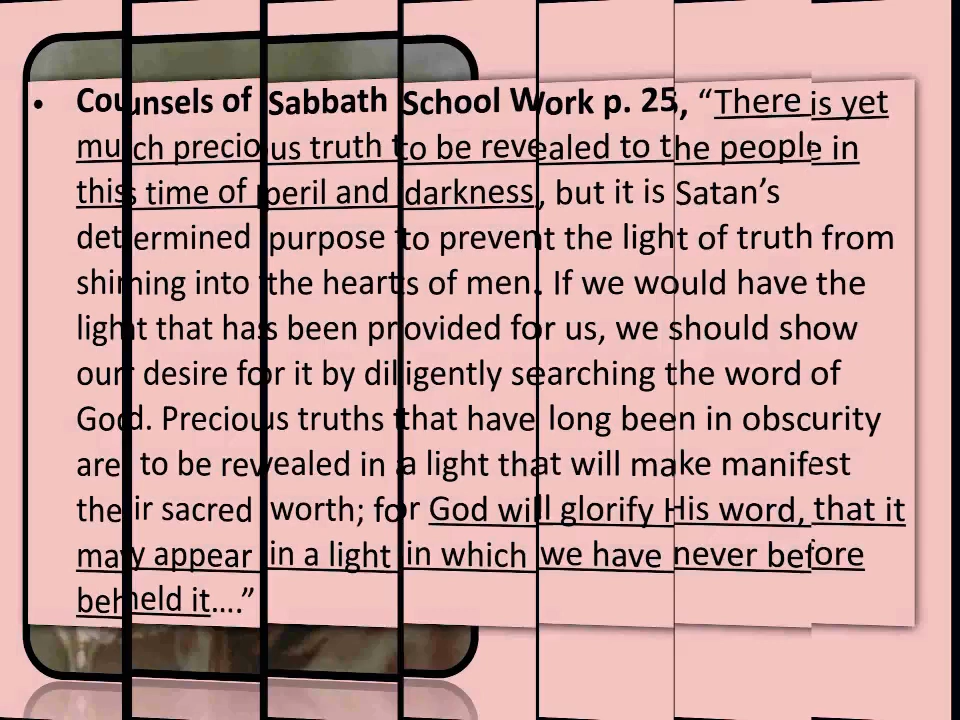 • Counsels of Sabbath School Work p. 25, “There is yet
much precious truth to be revealed to the people in
this time of peril and darkness, but it is Satan’s
determined purpose to prevent the light of truth from
shining into the hearts of men. If we would have the
light that has been provided for us, we should show
our desire for it by diligently searching the word of
God. Precious truths that have long been in obscurity
are to be revealed in a light that will make manifest
their sacred worth; for God will glorify His word, that it
may appear in a light in which we have never before
beheld it….”